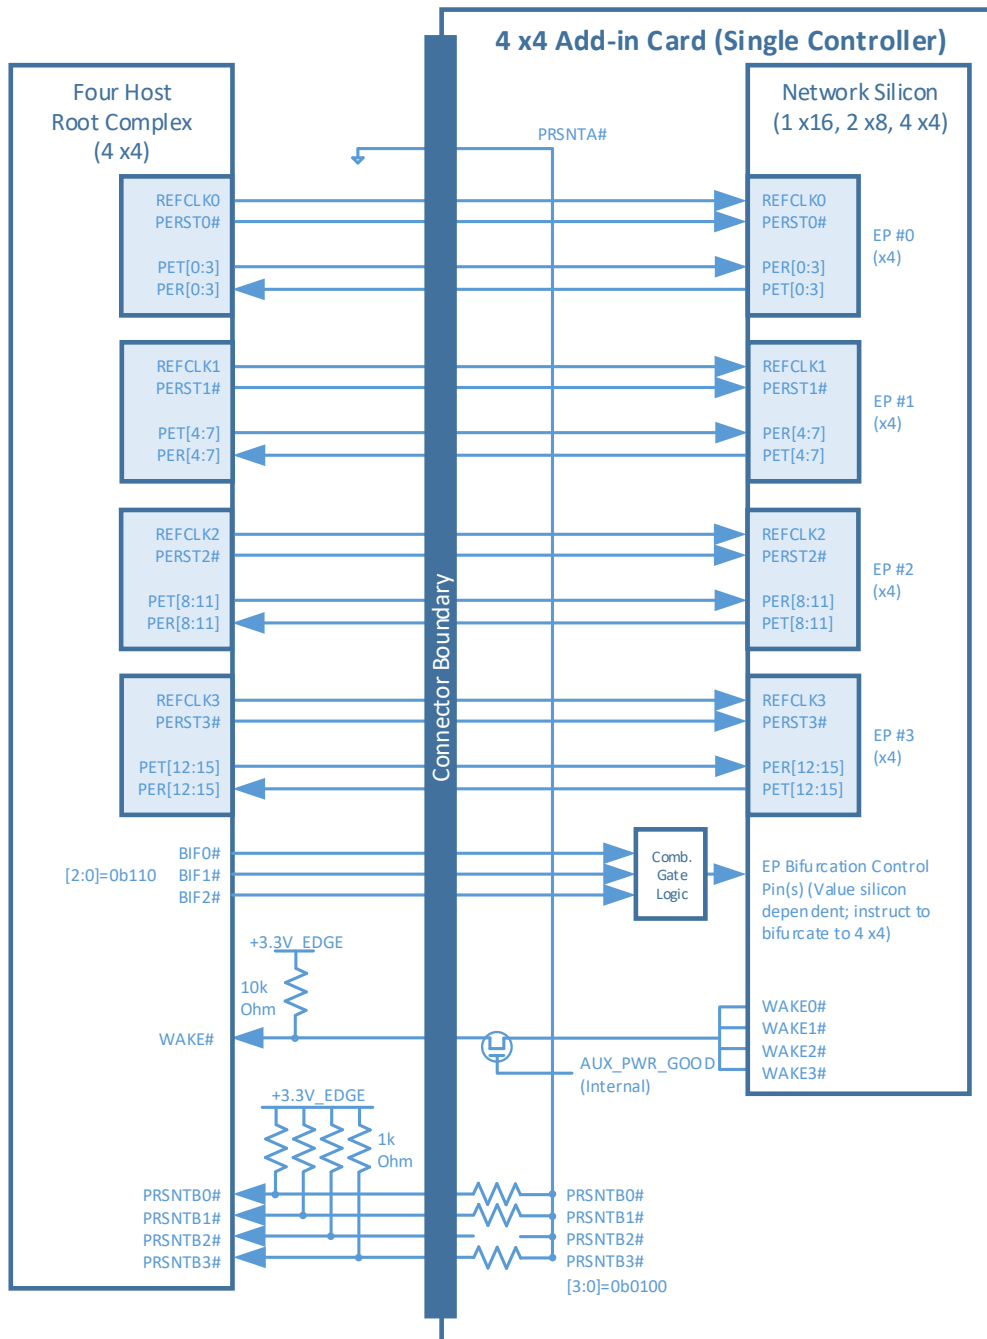 4 x4 Add-in Card (Single Controller)
Four Host
Root Complex
(4 x4)
Network Silicon
(1 x16, 2 x8, 4 x4)
PRSNTA#
REFCLK0
PERST0#
PET[0:3]
PER[0:3]
REFCLK0
PERST0#
PER[0:3]
PET[0:3]
EP #0
(x4)
REFCLK1
PERST1#
PET[4:7]
PER[4:7]
REFCLK1
PERST1#
PER[4:7]
PET[4:7]
EP #1
(x4)
REFCLK2
PERST2#
PET[8:11]
PER[8:11]
REFCLK2
PERST2#
PER[8:11]
PET[8:11]
EP #2
(x4)
Connector Boundary
REFCLK3
PERST3#
PET[12:15]
PER[12:15]
REFCLK3
PERST3#
PER[12:15]
PET[12:15]
EP #3
(x4)
BIF0#
[2:0]=0b110
BIF1#
BIF2#
Comb.
Gate
Logic
EP Bifurcation Control
Pin(s) (Value silicon
dependent; instruct to
bifurcate to 4 x4)
+3.3V_EDGE
10k
Ohm
WAKE#
AUX_PWR_GOOD
(Internal)
WAKE0#
WAKE1#
WAKE2#
WAKE3#
+3.3V_EDGE
1k
Ohm
PRSNTB0#
PRSNTB1#
PRSNTB2#
PRSNTB3#
PRSNTB0#
PRSNTB1#
PRSNTB2#
PRSNTB3#
[3:0]=0b0100